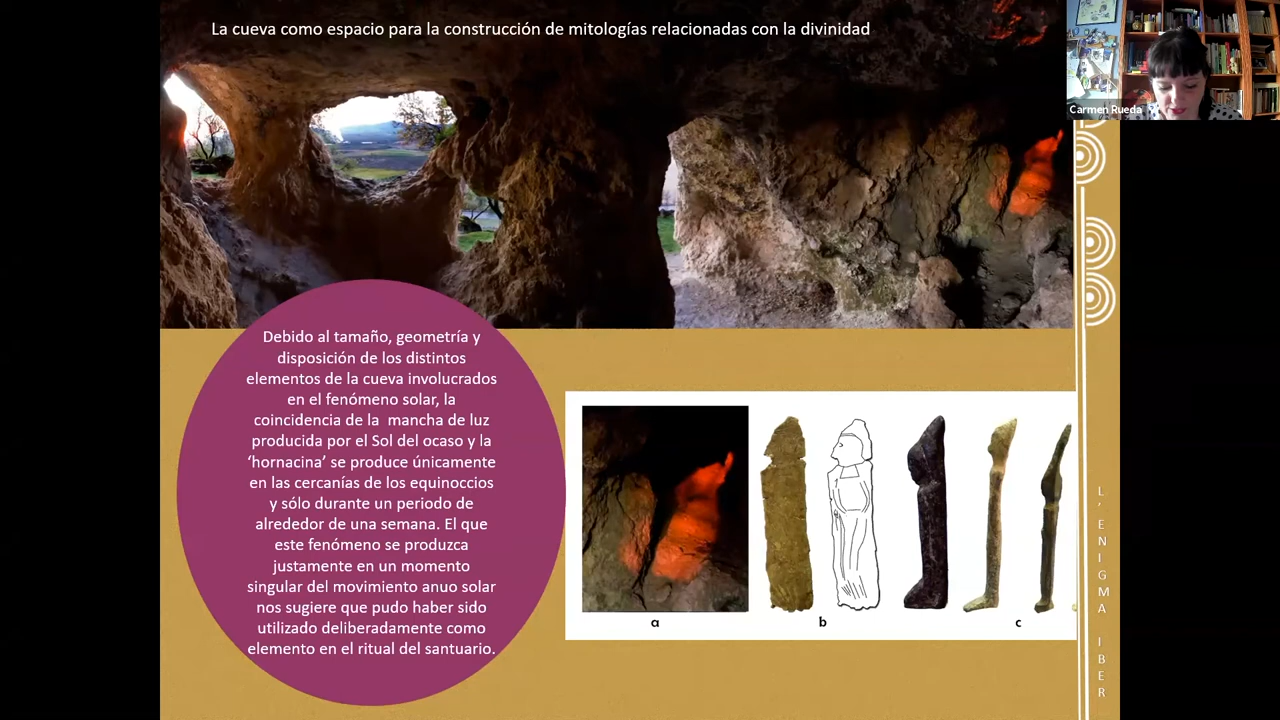 La cueva como espacio para la construcción de mitologías relacionadas con la divinidad
Carmen Rueda
Debido al tamaño, geometría y
disposición de los distintos
elementos de la cueva involucrados
en el fenómeno solar, la
coincidencia de la mancha de luz
producida por el Sol del ocaso y la
‘hornacina’ se produce únicamente
en las cercanías de los equinoccios
y sólo durante un periodo de
alrededor de una semana. El que
este fenómeno se produzca
justamente en un momento
singular del movimiento anuo solar
nos sugiere que pudo haber sido
utilizado deliberadamente como
elemento en el ritual del santuario.
a
b
c
L´ENIGMA IBER